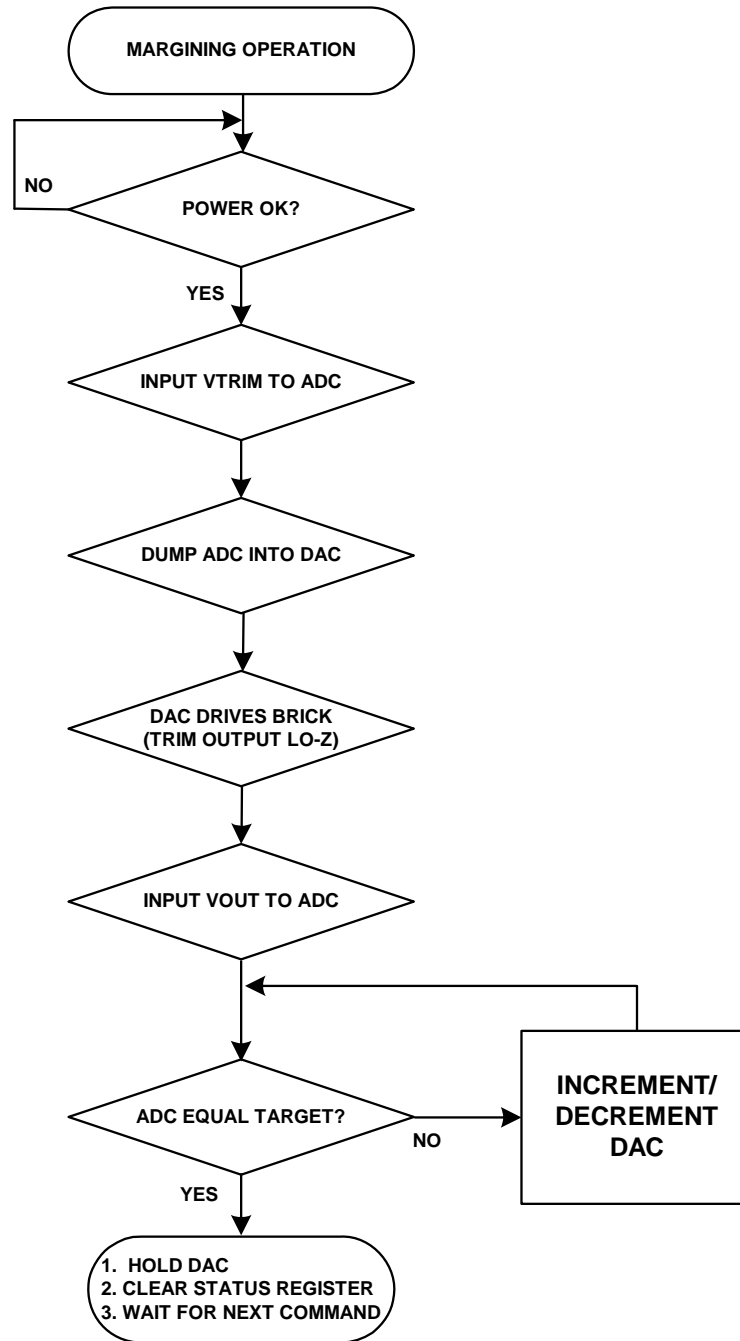 MARGINING OPERATION
NO
POWER OK?
YES
INPUT VTRIM TO ADC
DUMP ADC INTO DAC
DAC DRIVES BRICK
(TRIM OUTPUT LO-Z)
INPUT VOUT TO ADC
INCREMENT/
DECREMENT
DAC
ADC EQUAL TARGET?
NO
YES
1. HOLD DAC
2. CLEAR STATUS REGISTER
3. WAIT FOR NEXT COMMAND